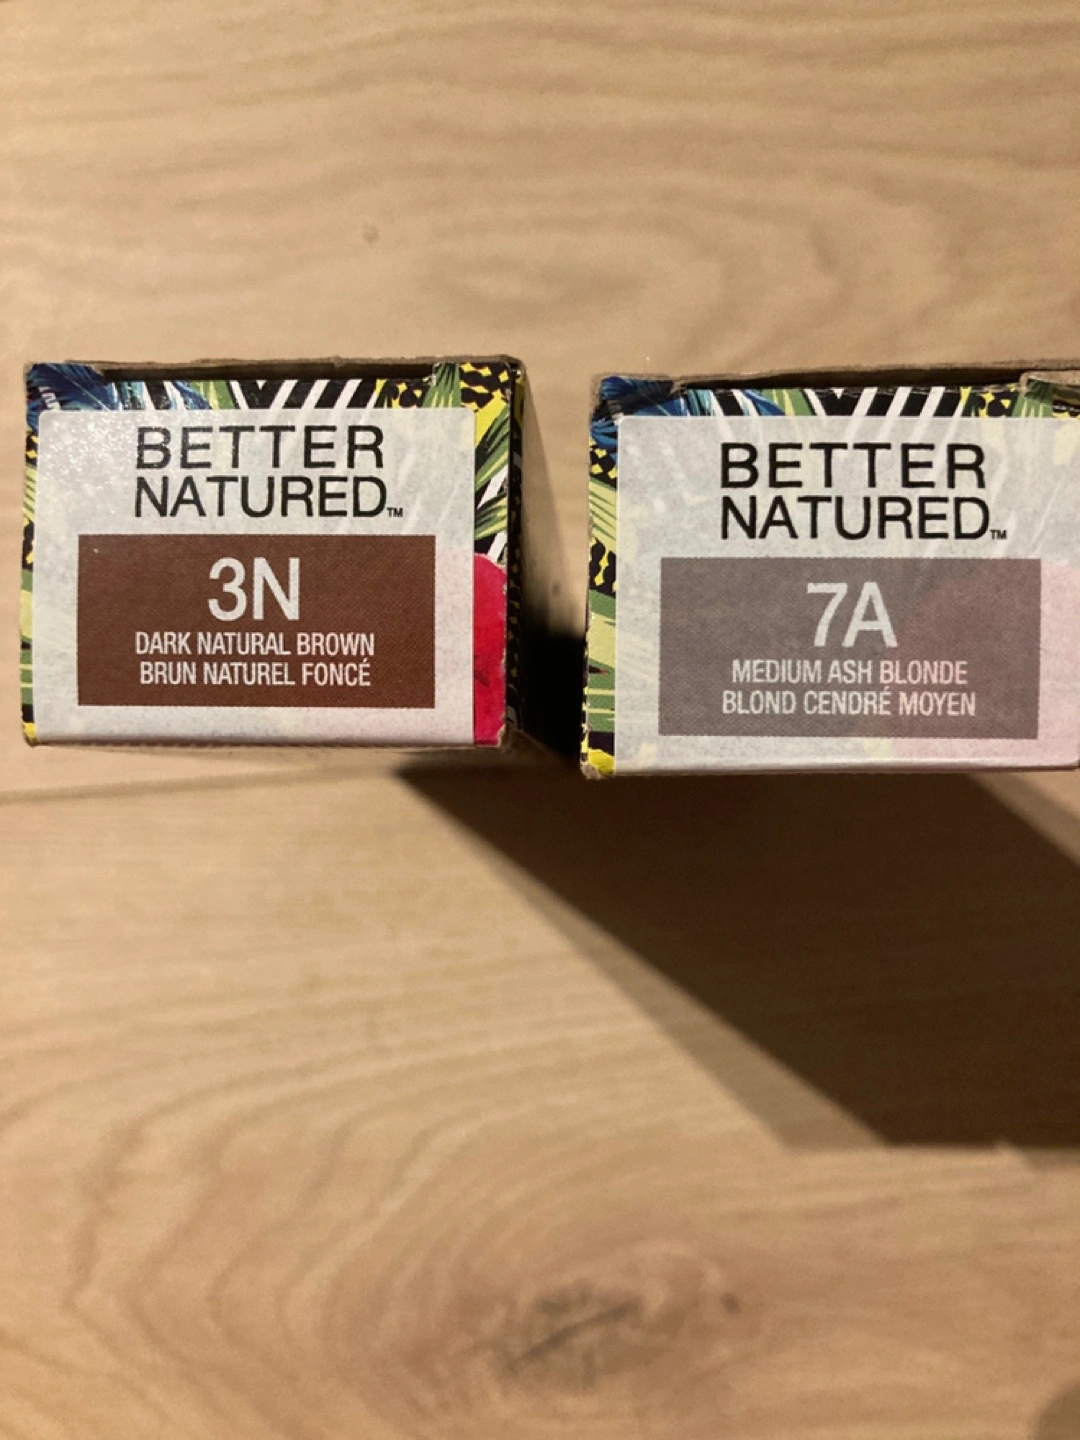 BETTER
NATURED™
3N
DARK NATURAL BROWN
BRUN NATUREL FONCÉ
BETTER
NATURED™
7A
MEDIUM ASH BLONDE
BLOND CENDRÉ MOYEN